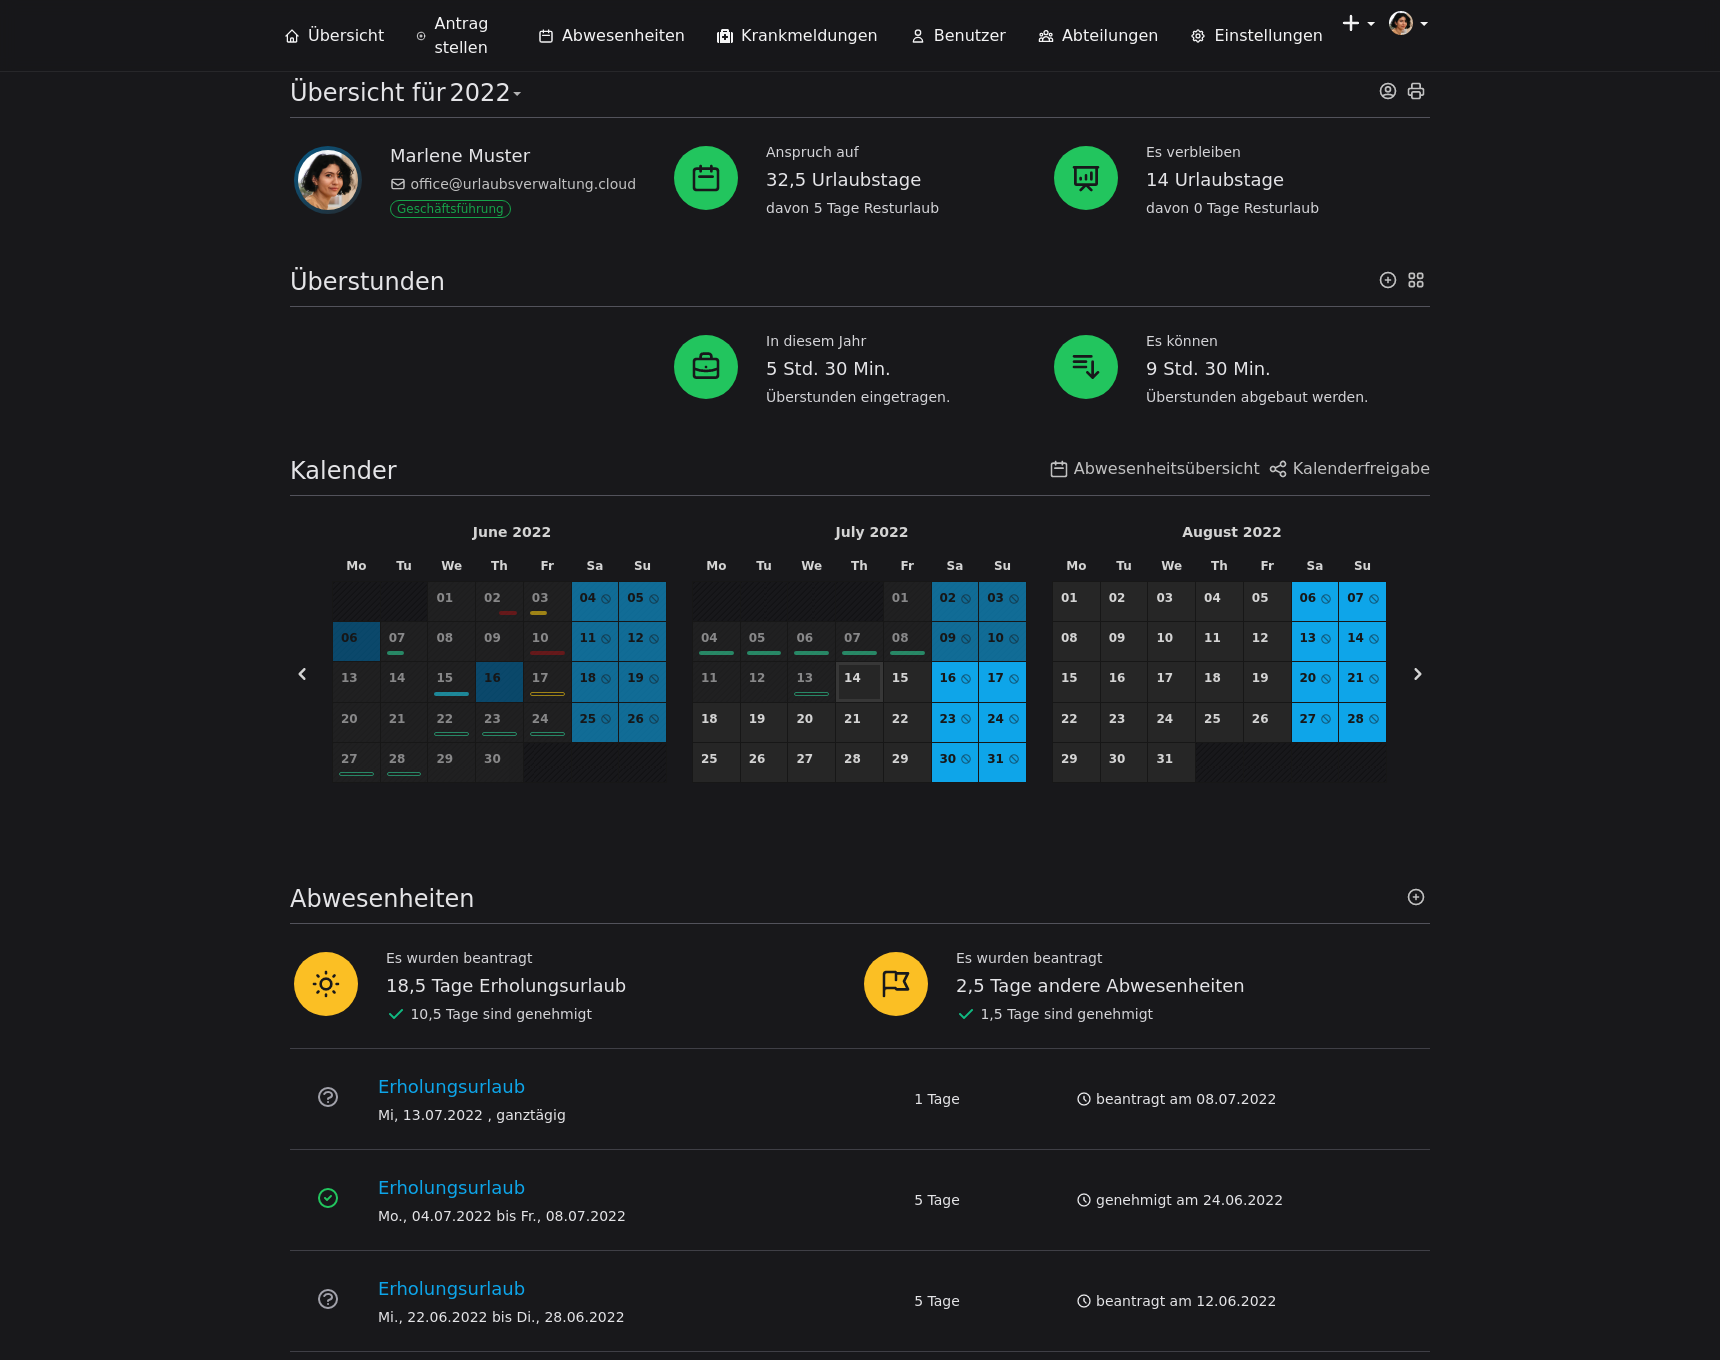 Übersicht
Antrag
stellen
Abwesenheiten
Krankmeldungen
Benutzer
Abteilungen
Einstellungen
Übersicht für 2022
Marlene Muster
office@urlaubsverwaltung.cloud
Geschäftsführung
Anspruch auf
32,5 Urlaubstage
davon 5 Tage Resturlaub
Es verbleiben
14 Urlaubstage
davon 0 Tage Resturlaub
Überstunden
In diesem Jahr
5 Std. 30 Min.
Überstunden eingetragen.
Es können
9 Std. 30 Min.
Überstunden abgebaut werden.
Kalender
Abwesenheitsübersicht
Kalenderfreigabe
June 2022
Mo Tu We Th Fr Sa Su
01 02 03 04 05
06 07 08 09 10 11 12
13 14 15 16 17 18 19
20 21 22 23 24 25 26
27 28 29 30
July 2022
Mo Tu We Th Fr Sa Su
01 02 03
04 05 06 07 08 09 10
11 12 13 14 15 16 17
18 19 20 21 22 23 24
25 26 27 28 29 30 31
August 2022
Mo Tu We Th Fr Sa Su
01 02 03 04 05 06 07
08 09 10 11 12 13 14
15 16 17 18 19 20 21
22 23 24 25 26 27 28
29 30 31
Abwesenheiten
Es wurden beantragt
18,5 Tage Erholungsurlaub
10,5 Tage sind genehmigt
Es wurden beantragt
2,5 Tage andere Abwesenheiten
1,5 Tage sind genehmigt
Erholungsurlaub
Mi, 13.07.2022 , ganztägig
1 Tage
beantragt am 08.07.2022
Erholungsurlaub
Mo., 04.07.2022 bis Fr., 08.07.2022
5 Tage
genehmigt am 24.06.2022
Erholungsurlaub
Mi., 22.06.2022 bis Di., 28.06.2022
5 Tage
beantragt am 12.06.2022